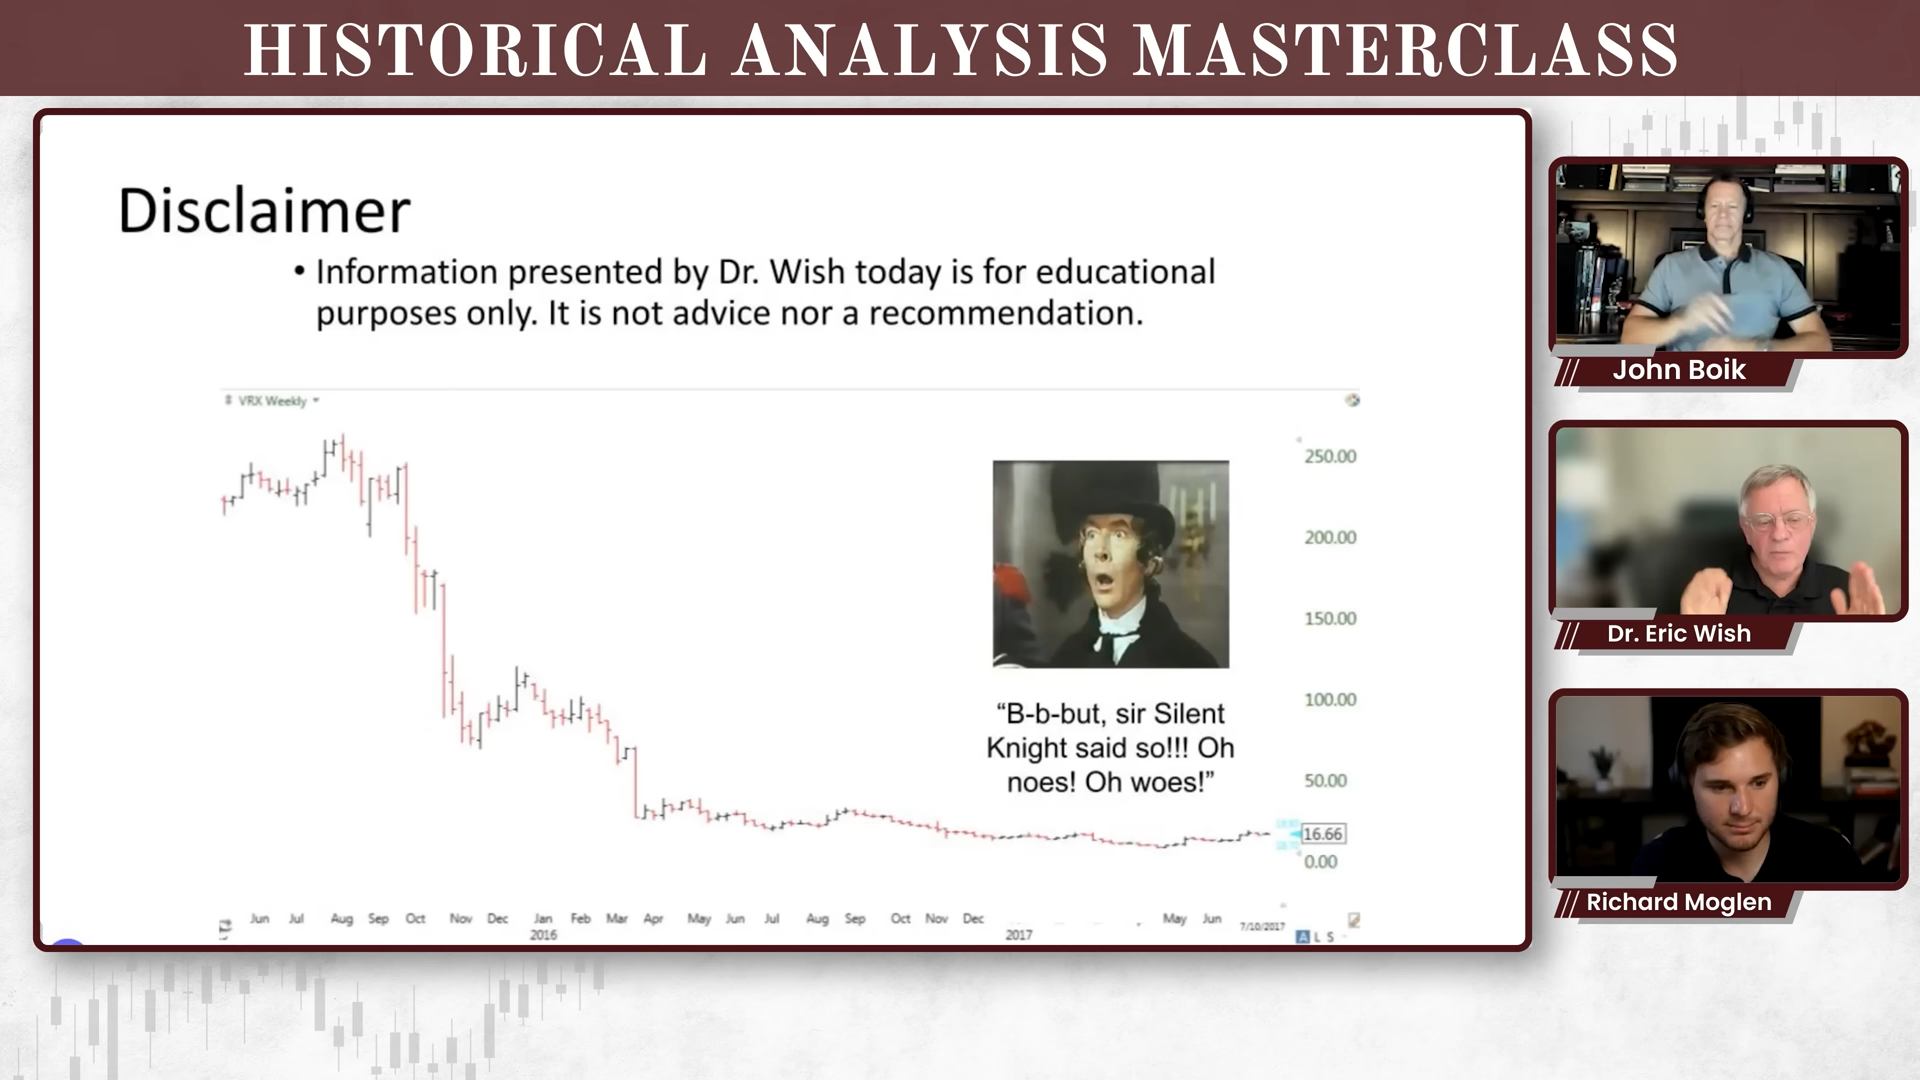 HISTORICAL ANALYSIS MASTERCLASS
Disclaimer
• Information presented by Dr. Wish today is for educational
purposes only. It is not advice nor a recommendation.
VRX Weekly
250.00
200.00
150.00
100.00
50.00
16.66
0.00
“B-b-but, sir Silent
Knight said so!!! Oh
noes! Oh woes!”
Jun Jul Aug Sep Oct Nov Dec Jan Feb Mar Apr May Jun Jul Aug Sep Oct Nov Dec May Jun 7/10/2017
2016 2017 A L S
John Boik
Dr. Eric Wish
Richard Moglen